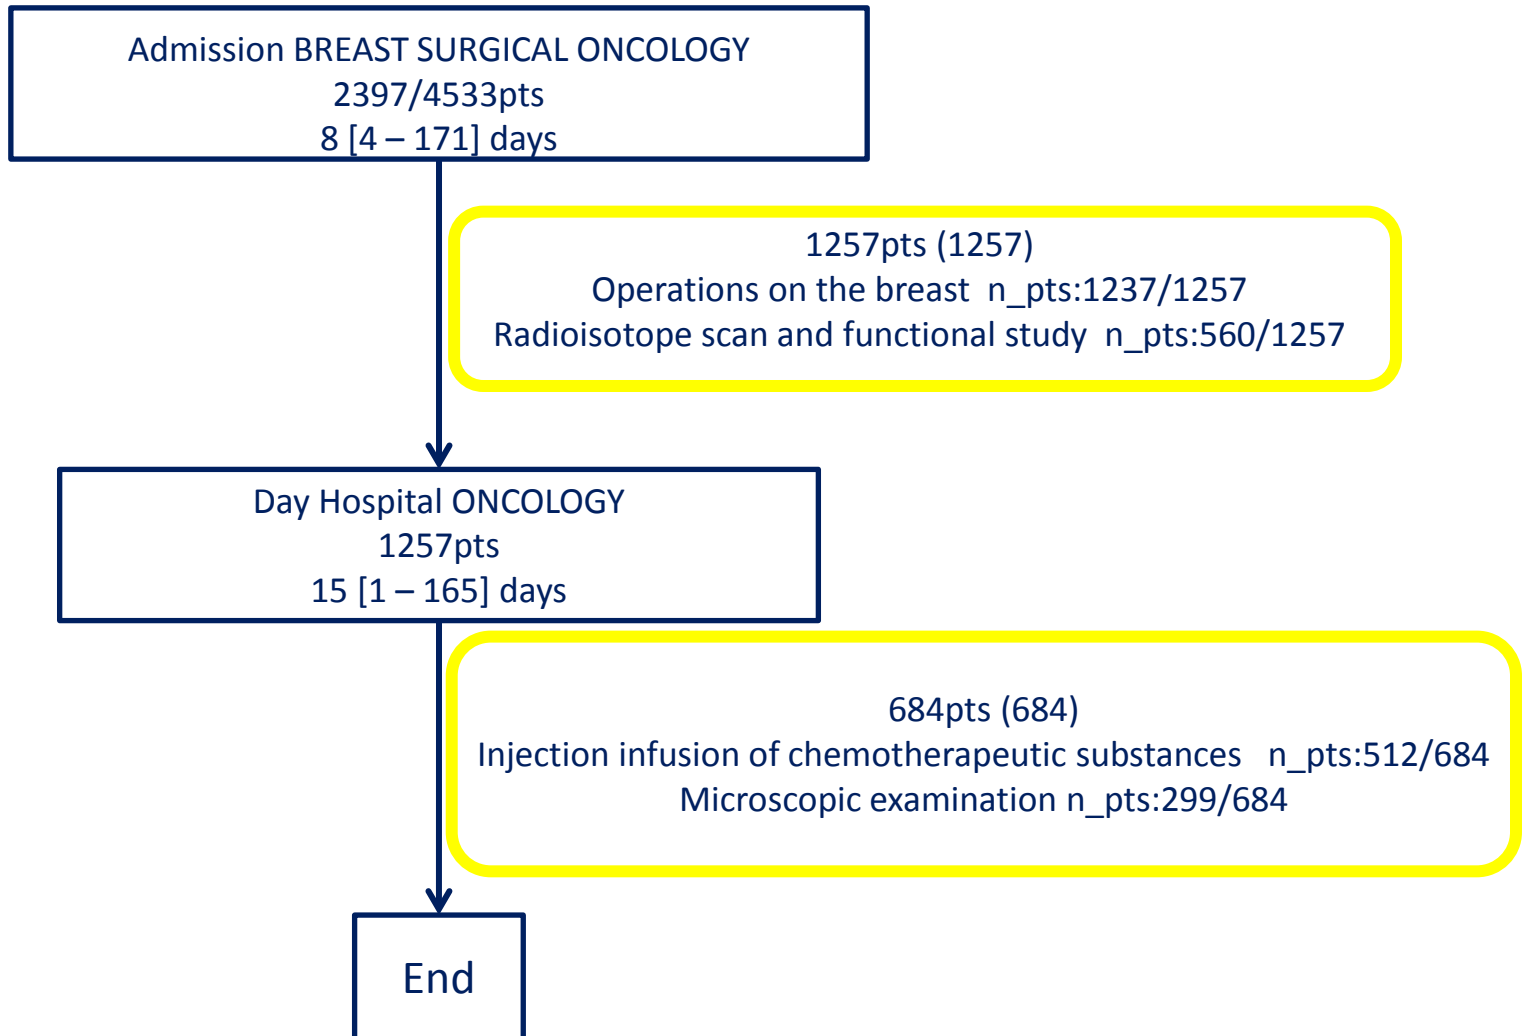 Admission BREAST SURGICAL ONCOLOGY
2397/4533pts
8 [4 – 171] days
1257pts (1257)
Operations on the breast n_pts:1237/1257
Radioisotope scan and functional study n_pts:560/1257
Day Hospital ONCOLOGY
1257pts
15 [1 – 165] days
684pts (684)
Injection infusion of chemotherapeutic substances n_pts:512/684
Microscopic examination n_pts:299/684
End